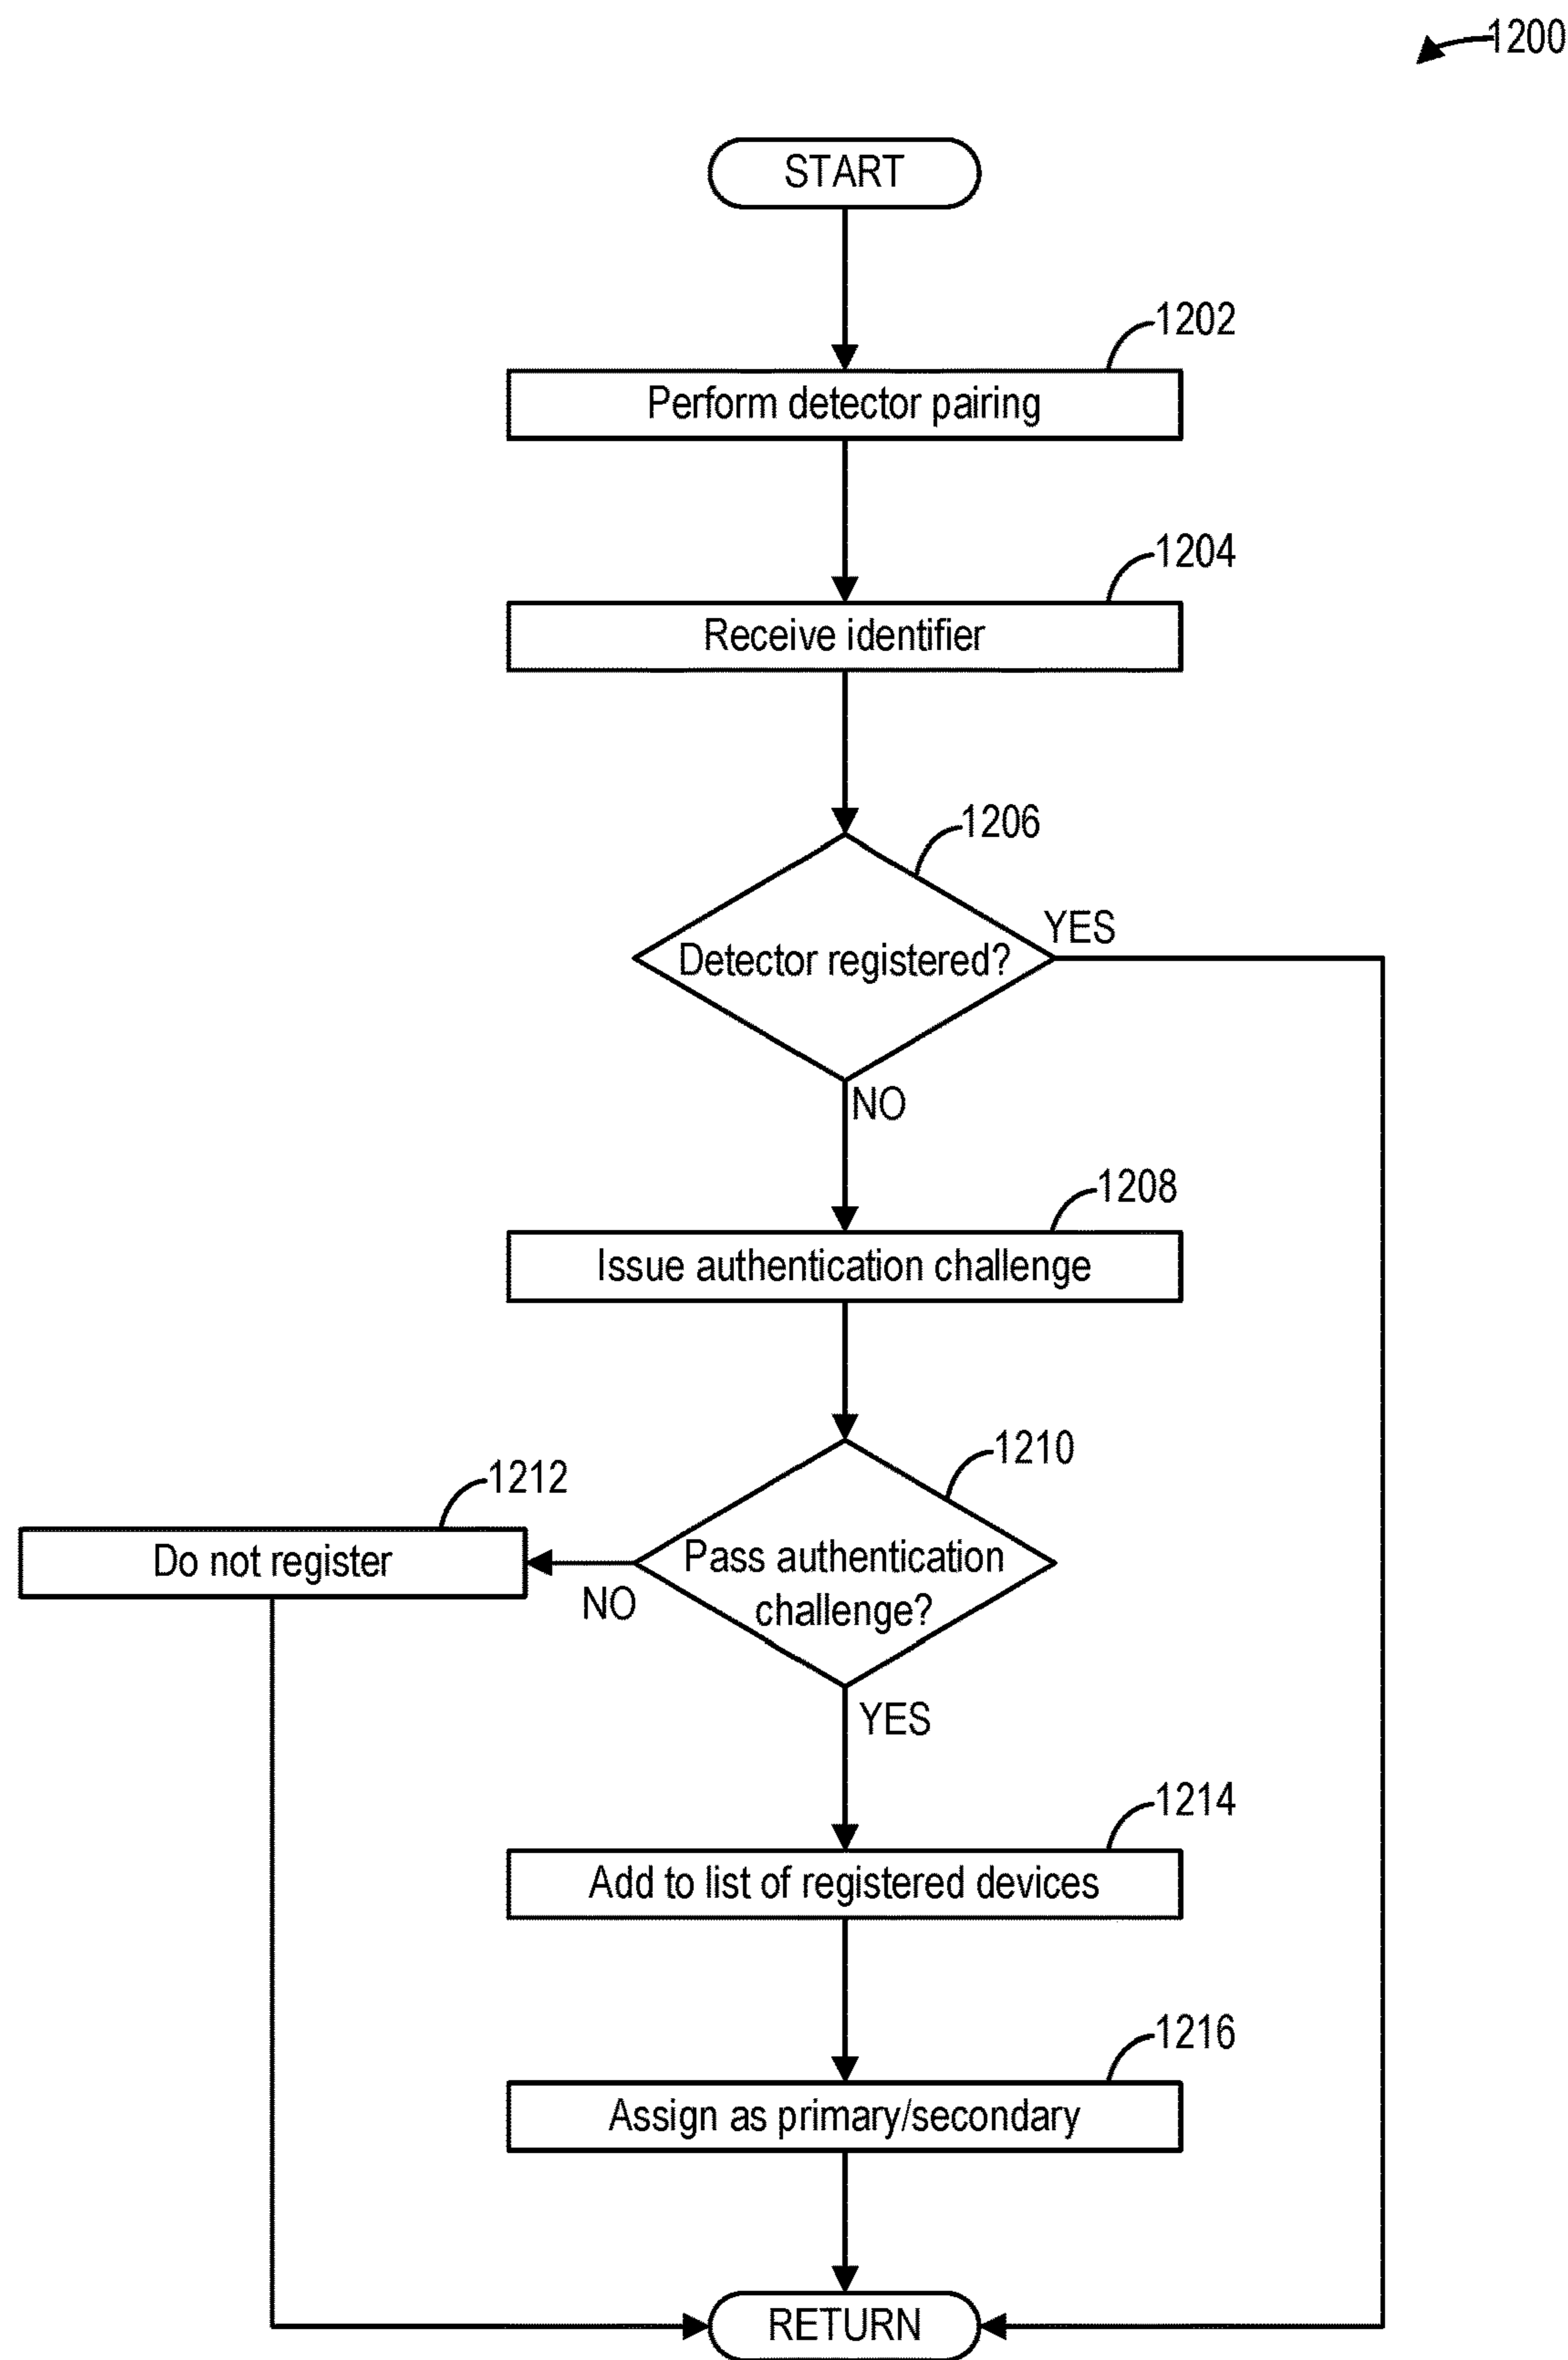 1200
START
1202
Perform detector pairing
1204
Receive identifier
1206
Detector registered?
YES
NO
1208
Issue authentication challenge
1210
Pass authentication
challenge?
1212
Do not register
NO
YES
1214
Add to list of registered devices
1216
Assign as primary/secondary
RETURN